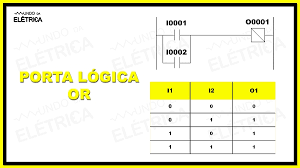 MUNDO DA
ELÉTRICA
I0001
O0001
I0002
PORTA LÓGICA
OR
I1 I2 O1
0 0 0
0 1 1
1 0 1
1 1 1